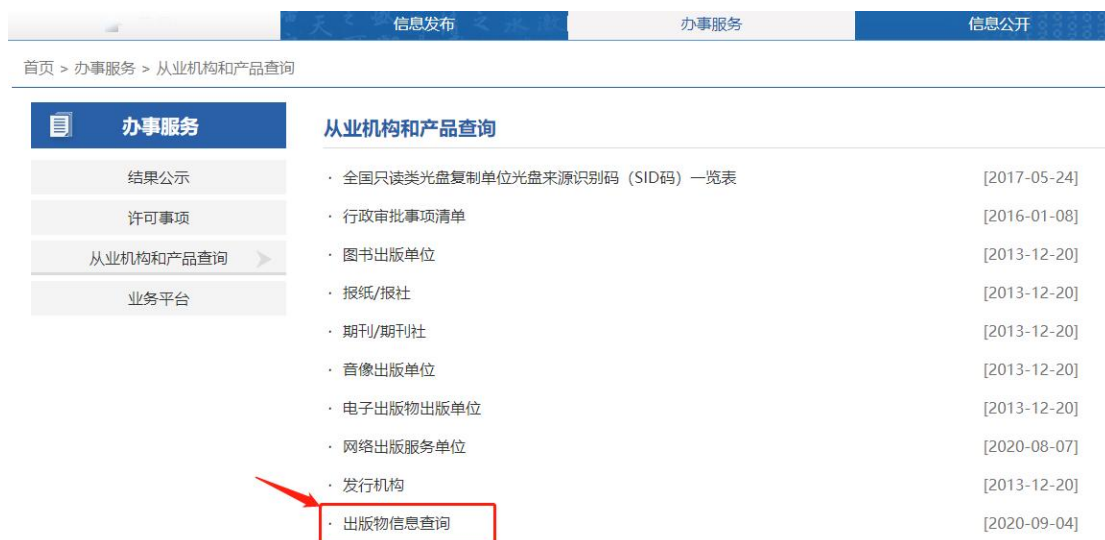 信息发布 办事服务 信息公开
首页 > 办事服务 > 从业机构和产品查询
办事服务
结果公示
许可事项
从业机构和产品查询
业务平台
从业机构和产品查询
· 全国只读类光盘复制单位光盘来源识别码（SID码）一览表 [2017-05-24]
· 行政审批事项清单 [2016-01-08]
· 图书出版单位 [2013-12-20]
· 报纸/报社 [2013-12-20]
· 期刊/期刊社 [2013-12-20]
· 音像出版单位 [2013-12-20]
· 电子出版物出版单位 [2013-12-20]
· 网络出版服务单位 [2020-08-07]
· 发行机构 [2013-12-20]
· 出版物信息查询 [2020-09-04]